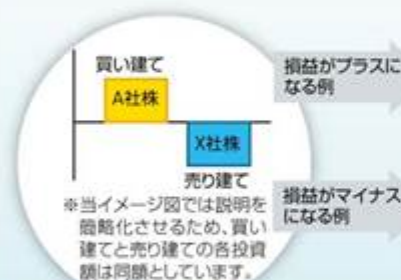 買い建て
A社株
X社株
売り建て
※当イメージ図では説明を
簡略化させるため、買い
建てと売り建ての各投資
額は同額としています。
損益がプラスに
なる例
損益がマイナス
になる例